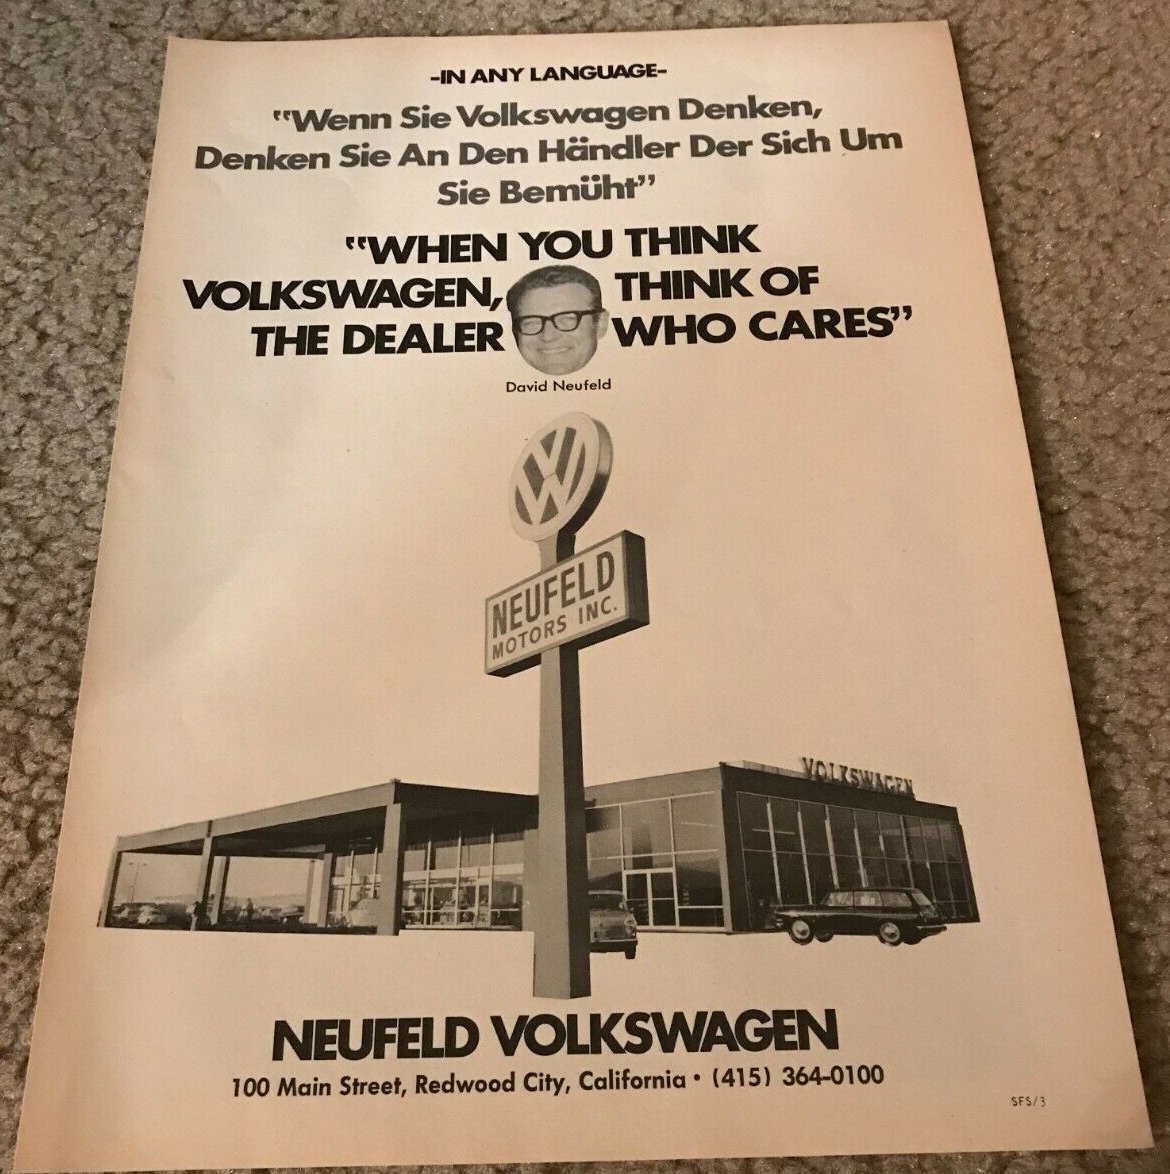 -IN ANY LANGUAGE-
"Wenn Sie Volkswagen Denken,
Denken Sie An Den Händler Der Sich Um
Sie Bemüht"
"WHEN YOU THINK
VOLKSWAGEN, THINK OF
THE DEALER WHO CARES"
David Neufeld
VW
NEUFELD
MOTORS INC.
VOLKSWAGEN
NEUFELD VOLKSWAGEN
100 Main Street, Redwood City, California • (415) 364-0100
SFS/3